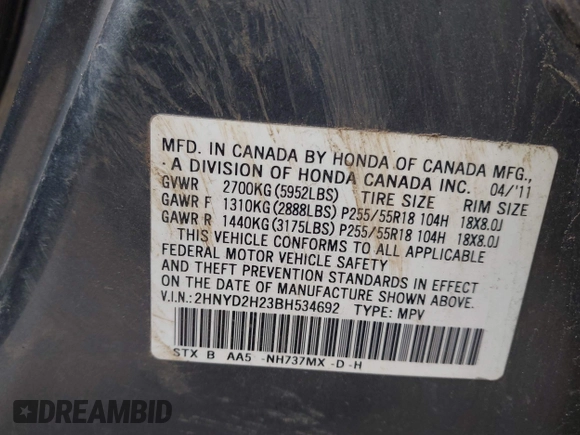 MFD. IN CANADA BY HONDA OF CANADA MFG.,
A DIVISION OF HONDA CANADA INC. 04/'11
GVWR 2700KG(5952LBS) TIRE SIZE RIM SIZE
GAWR F 1310KG(2888LBS) P255/55R18 104H 18X8.0J
GAWR R 1440KG(3175LBS) P255/55R18 104H 18X8.0J
THIS VEHICLE CONFORMS TO ALL APPLICABLE
FEDERAL MOTOR VEHICLE SAFETY
AND THEFT PREVENTION STANDARDS IN EFFECT
ON THE DATE OF MANUFACTURE SHOWN ABOVE.
V.I.N.:2HNYD2H23BH534692 TYPE: MPV
STX B AA5 -NH737MX -D -H
DREAMBID